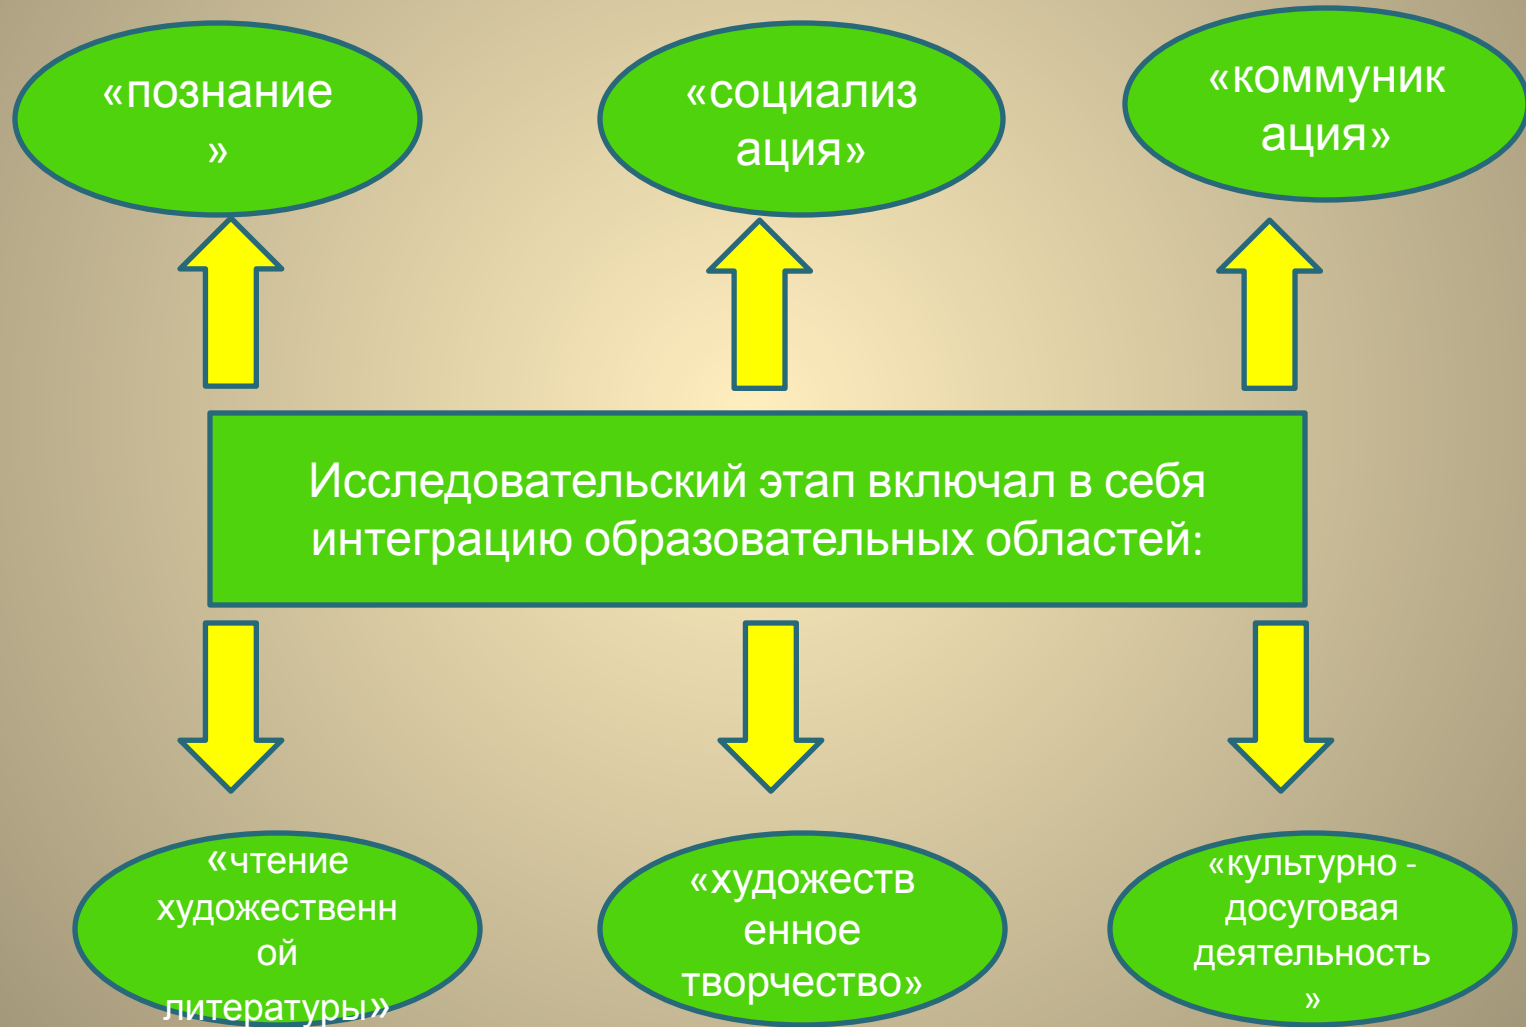 «познание
»
«социализ
ация»
«коммуник
ация»
Исследовательский этап включал в себя
интеграцию образовательных областей:
«чтение
художественн
ой
литературы»
«художеств
енное
творчество»
«культурно -
досуговая
деятельность
»